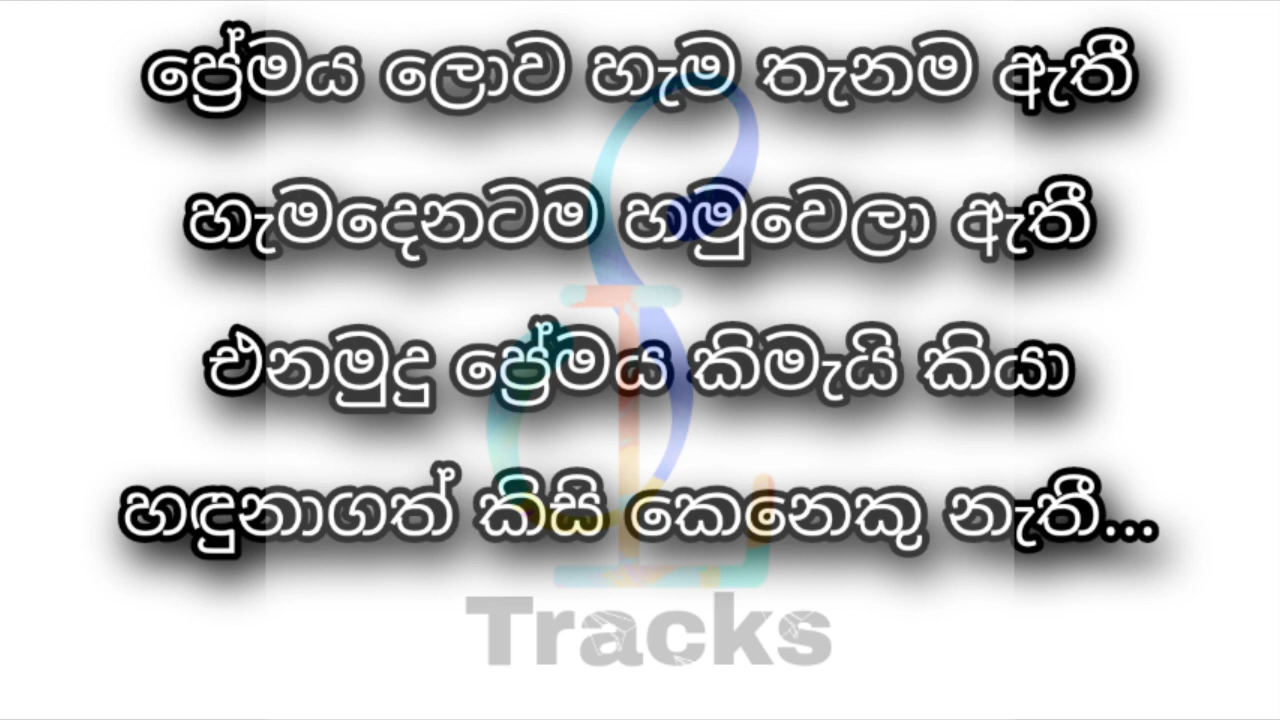 ප්‍රේමය ලොව හැම තැනම ඇතී
හැමදෙනටම හමුවෙලා ඇතී
එනමුදු ප්‍රේමය කිමැයි කියා
හඳුනාගත් කිසි කෙනෙකු නැතී...
Tracks